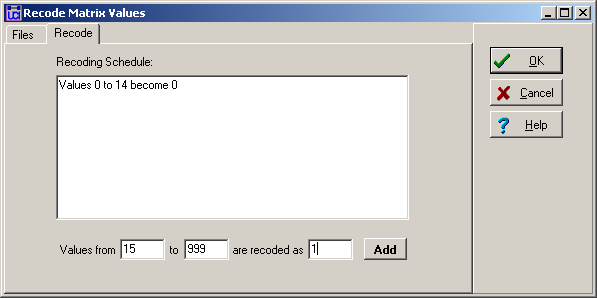 Recode Matrix Values
Files
Recode
Recoding Schedule:
Values 0 to 14 become 0
Values from 15 to 999 are recoded as 1 Add
OK
Cancel
Help